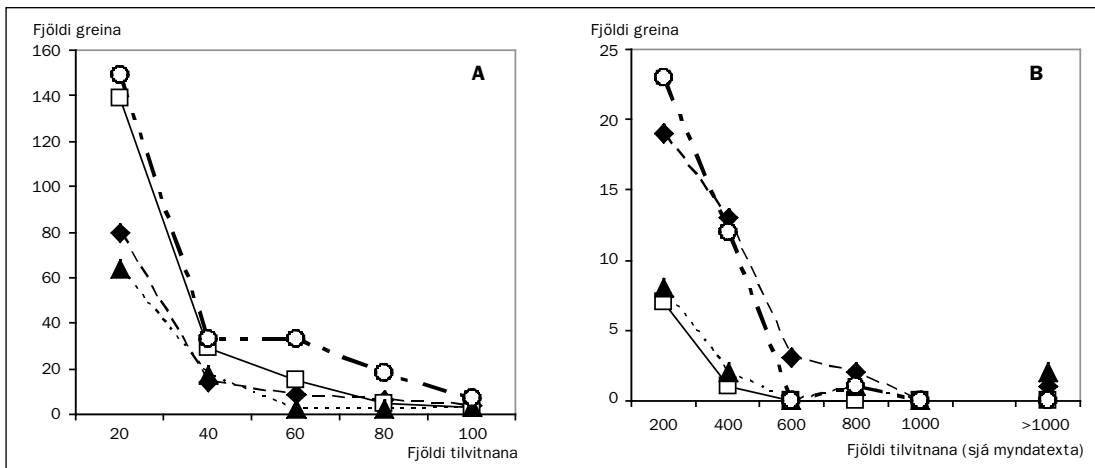 Fjöldi greina
160
140
120
100
80
60
40
20
0
A
20 40 60 80 100
Fjöldi tilvitnana
Fjöldi greina
25
20
15
10
5
0
B
200 400 600 800 1000 >1000
Fjöldi tilvitnana (sjá myndatexta)